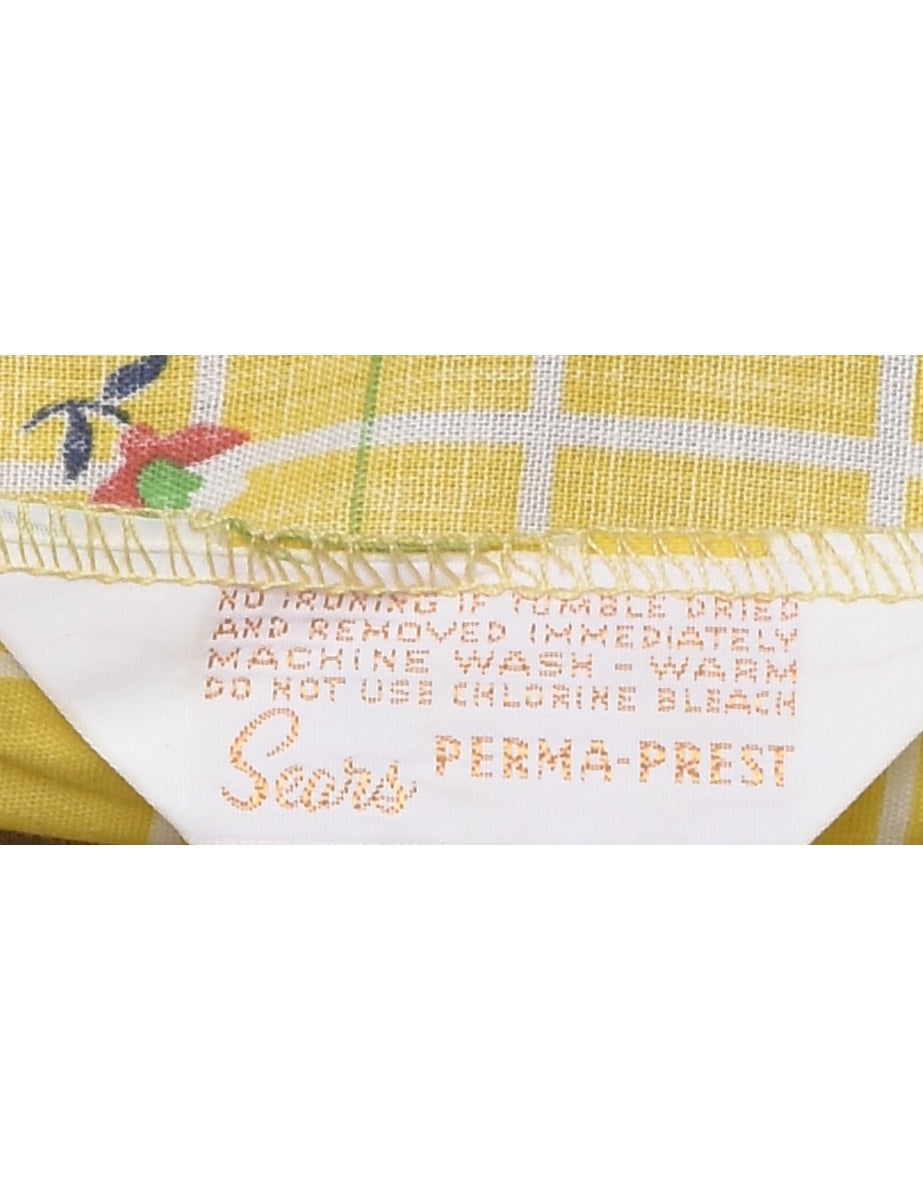 NO IRONING IF TUMBLE DRIED
AND REMOVED IMMEDIATELY
MACHINE WASH - WARM
DO NOT USE CHLORINE BLEACH
Sears PERMA-PREST